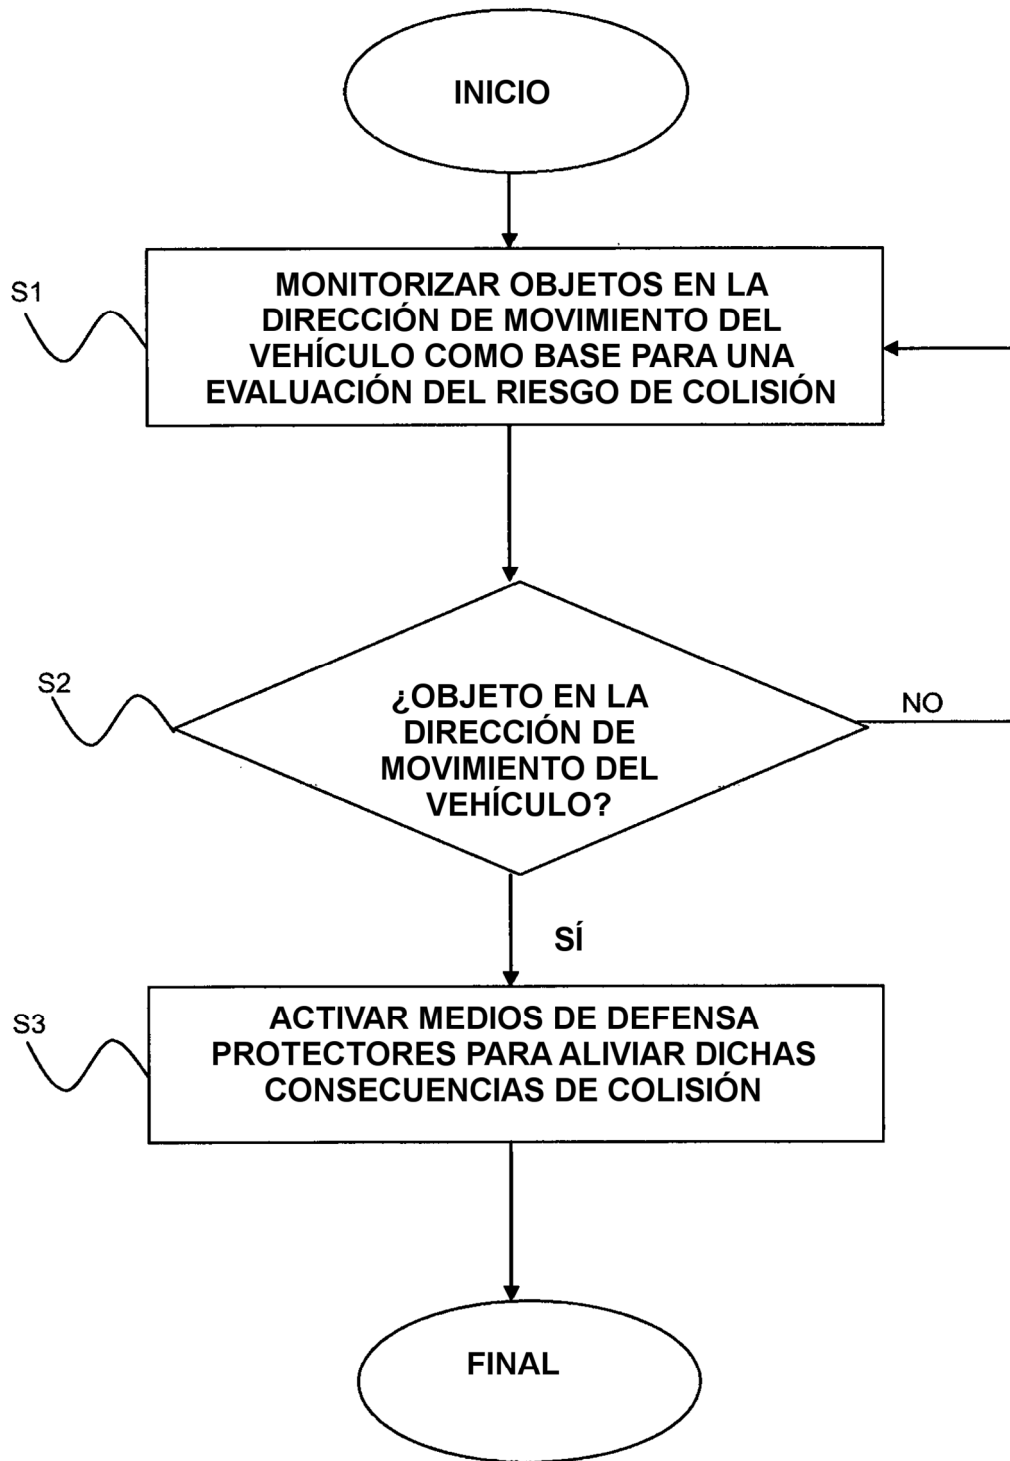 INICIO
S1
MONITORIZAR OBJETOS EN LA
DIRECCIÓN DE MOVIMIENTO DEL
VEHÍCULO COMO BASE PARA UNA
EVALUACIÓN DEL RIESGO DE COLISIÓN
S2
¿OBJETO EN LA
DIRECCIÓN DE
MOVIMIENTO DEL
VEHÍCULO?
NO
SÍ
S3
ACTIVAR MEDIOS DE DEFENSA
PROTECTORES PARA ALIVIAR DICHAS
CONSECUENCIAS DE COLISIÓN
FINAL